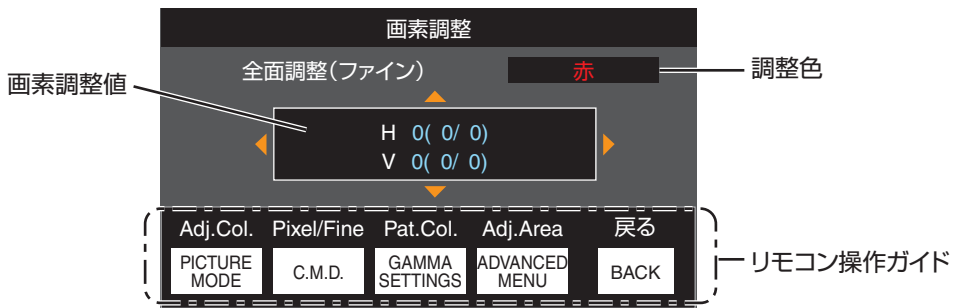 画素調整
全面調整(ファイン) 赤
画素調整値
調整色
H 0( 0/ 0)
V 0( 0/ 0)
Adj.Col. Pixel/Fine Pat.Col. Adj.Area 戻る
PICTURE MODE C.M.D. GAMMA SETTINGS ADVANCED MENU BACK
リモコン操作ガイド